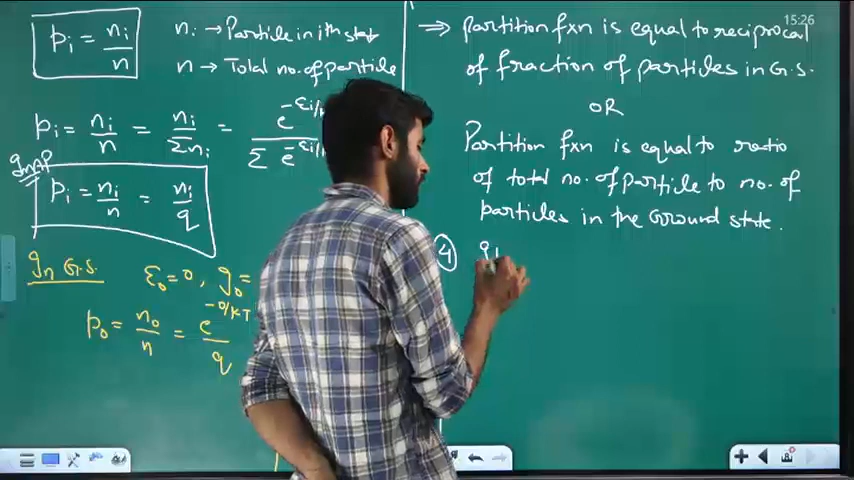 Pi = ni/n
ni → Particle in ith state
n → Total no. of particle
Pi = ni/n = ni/Σni = e^-εi/ / Σ e^-εi/
Imp
Pi = ni/n = ni/q
In G.S. ε0 = 0, g0 =
P0 = n0/n = e^-0/KT / q
15:26
⇒ Partition fxn is equal to reciprocal
of fraction of particles in G.S.
OR
Partition fxn is equal to ratio
of total no. of particle to no. of
particles in the Ground state.
4